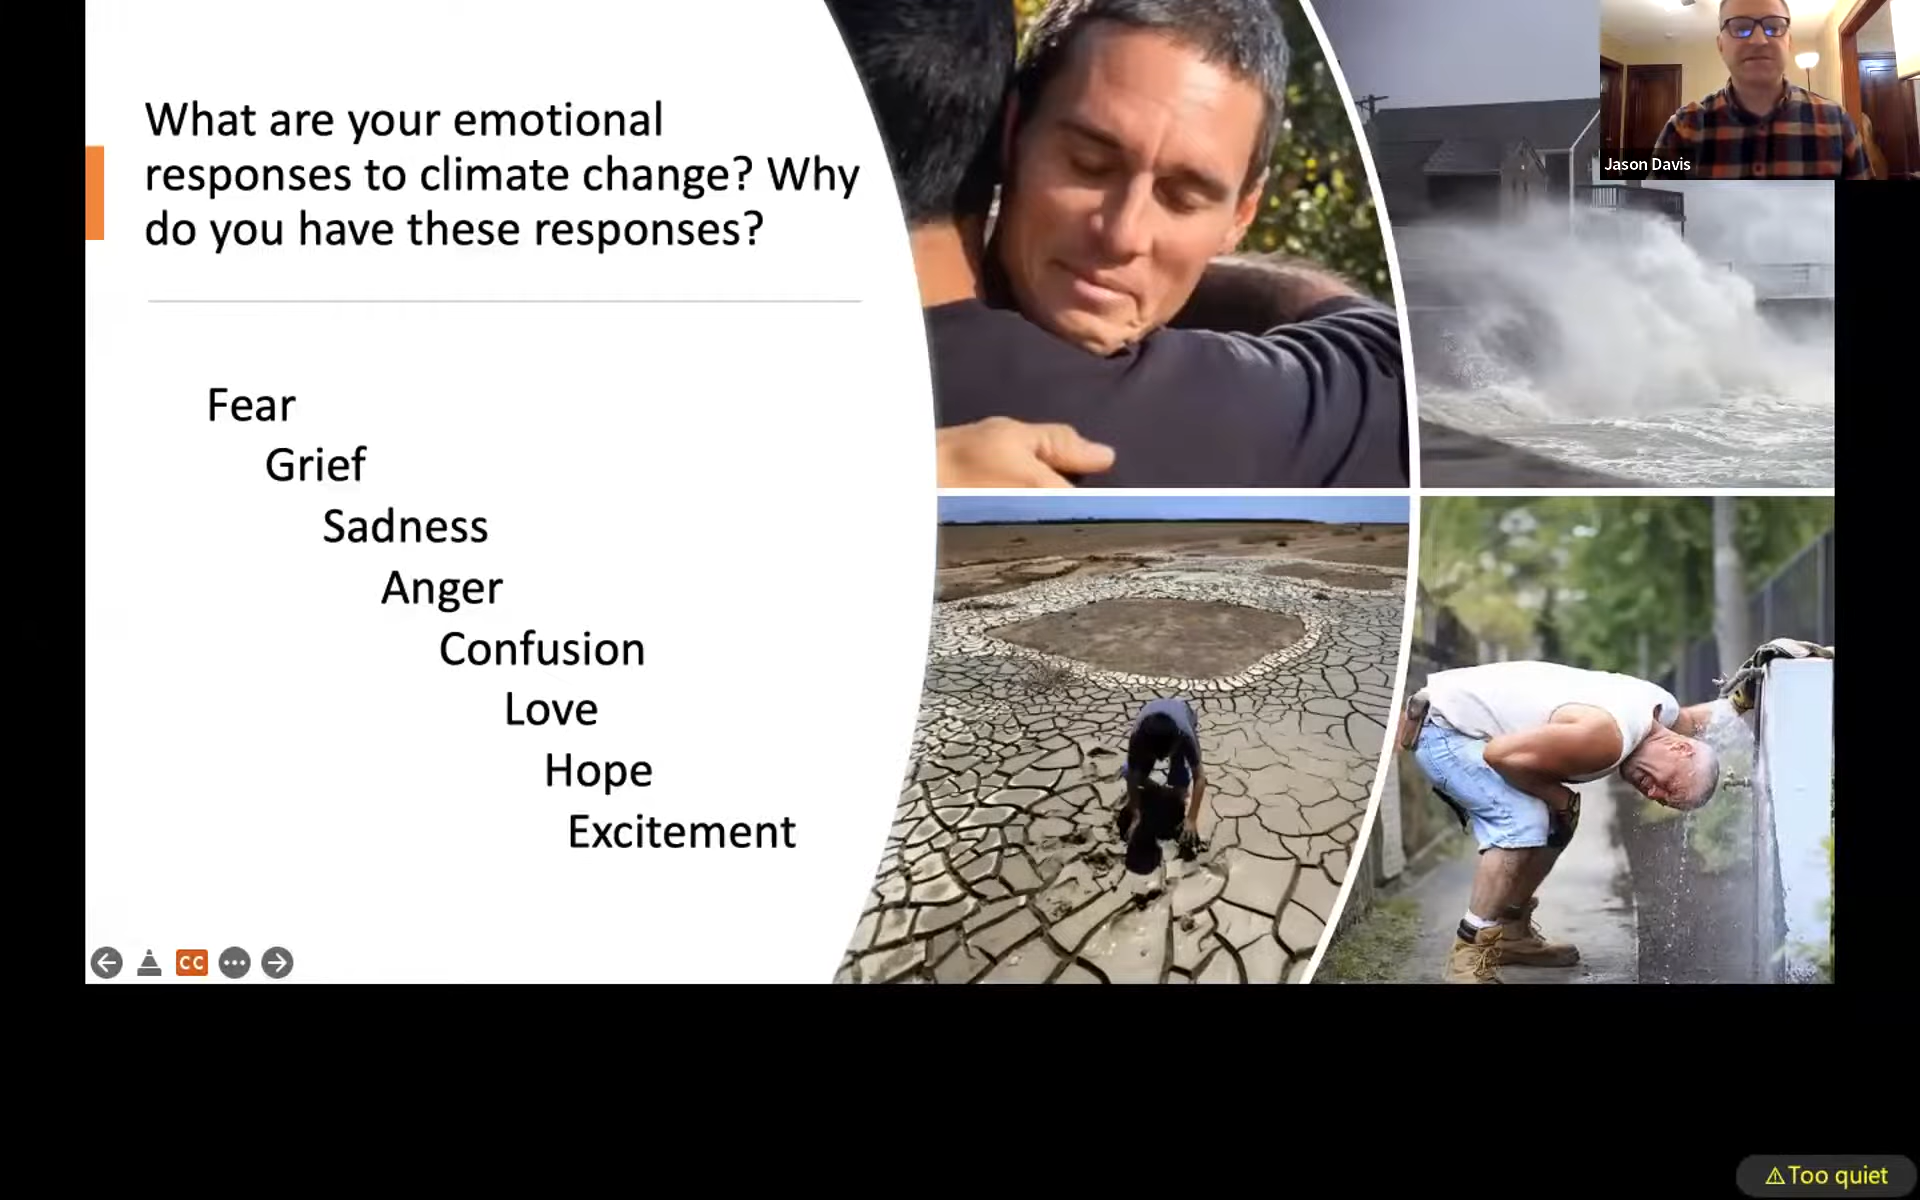 What are your emotional
responses to climate change? Why
do you have these responses?
Fear
Grief
Sadness
Anger
Confusion
Love
Hope
Excitement
Jason Davis
CC
⚠Too quiet